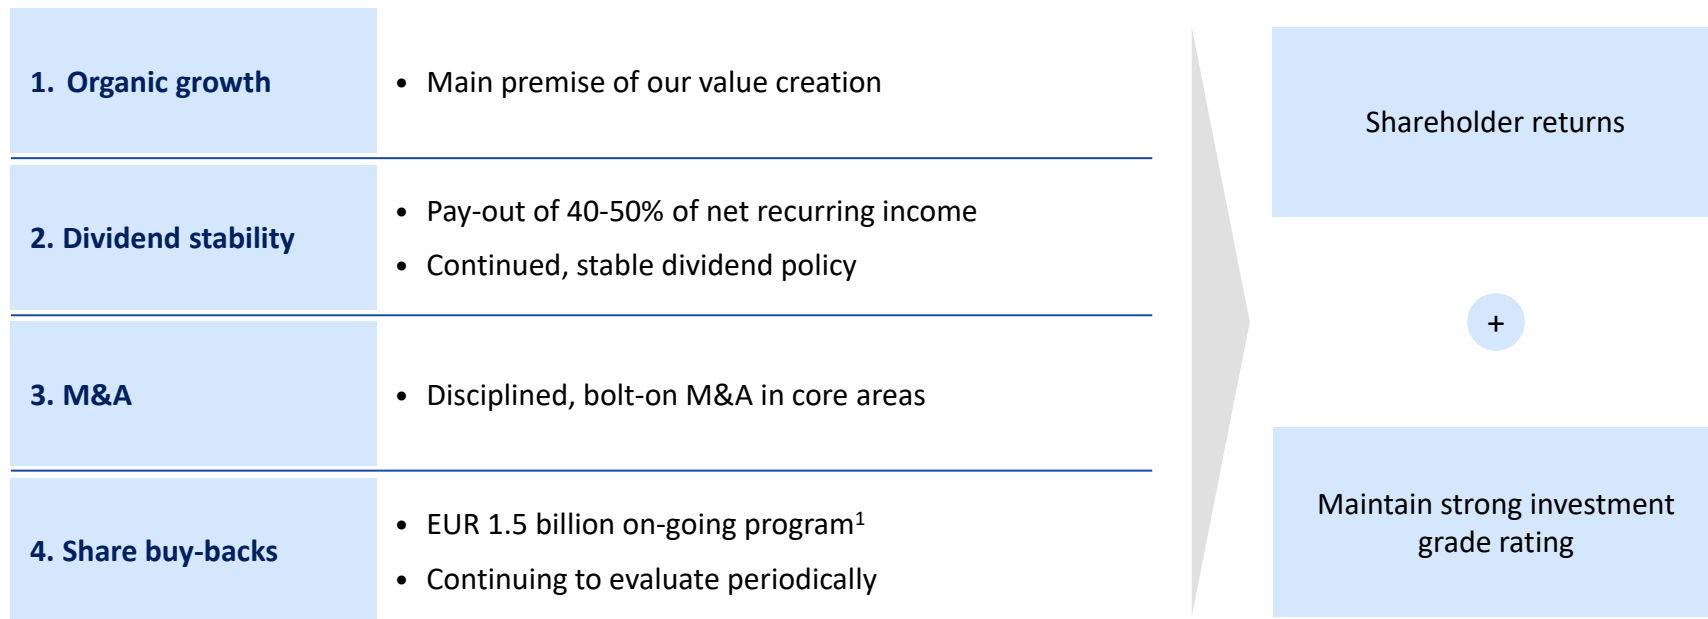 1. Organic growth
• Main premise of our value creation
2. Dividend stability
• Pay-out of 40-50% of net recurring income
• Continued, stable dividend policy
3. M&A
• Disciplined, bolt-on M&A in core areas
4. Share buy-backs
• EUR 1.5 billion on-going program¹
• Continuing to evaluate periodically
Shareholder returns
+
Maintain strong investment
grade rating